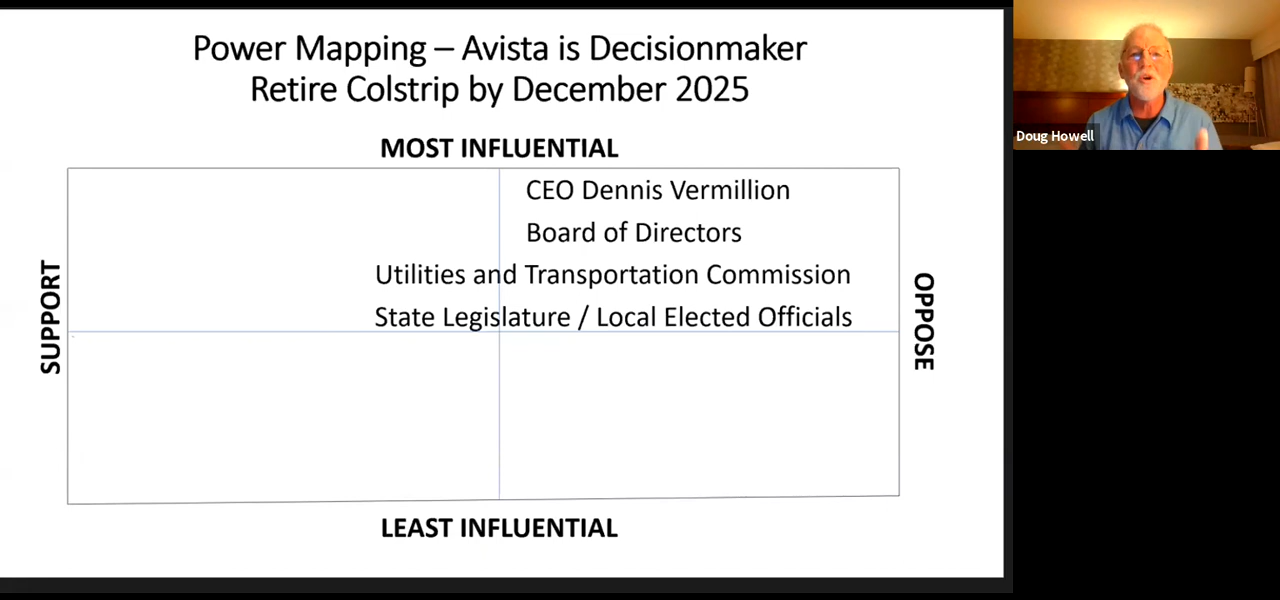 Power Mapping – Avista is Decisionmaker
Retire Colstrip by December 2025
MOST INFLUENTIAL
CEO Dennis Vermillion
Board of Directors
Utilities and Transportation Commission
State Legislature / Local Elected Officials
SUPPORT
OPPOSE
LEAST INFLUENTIAL
Doug Howell